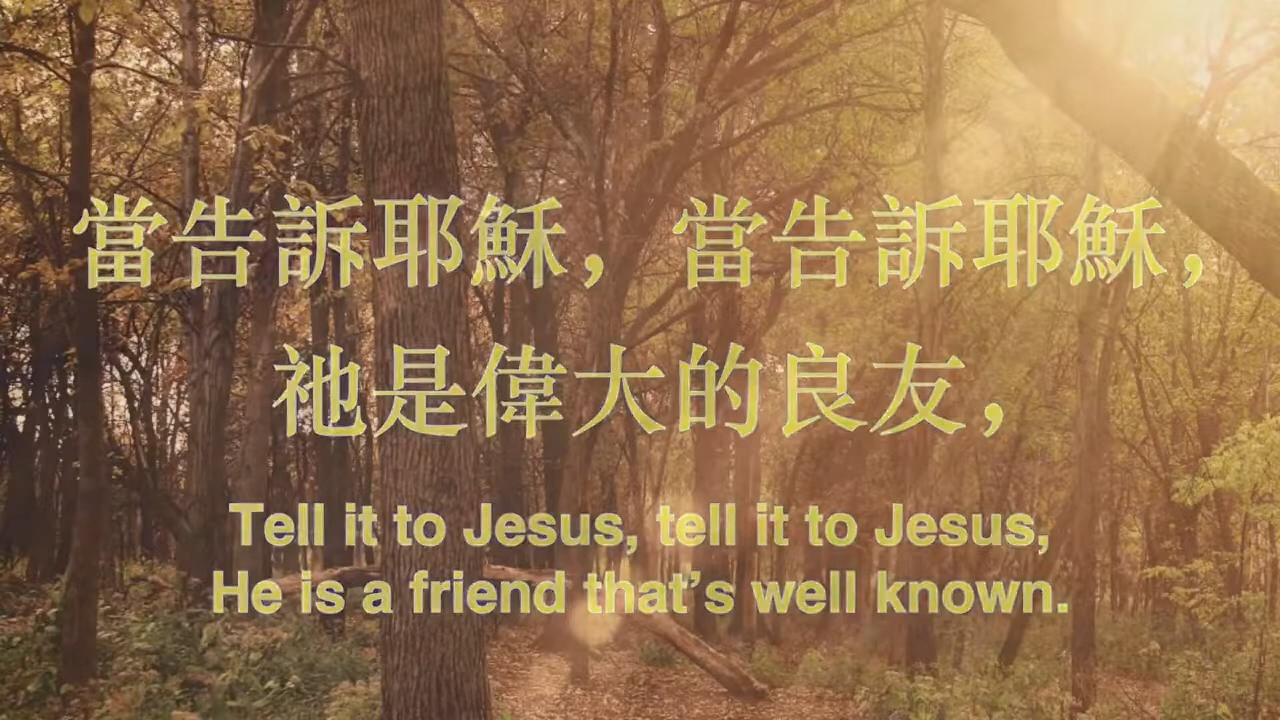 當告訴耶穌，當告訴耶穌，
祂是偉大的良友，
Tell it to Jesus, tell it to Jesus,
He is a friend that’s well known.